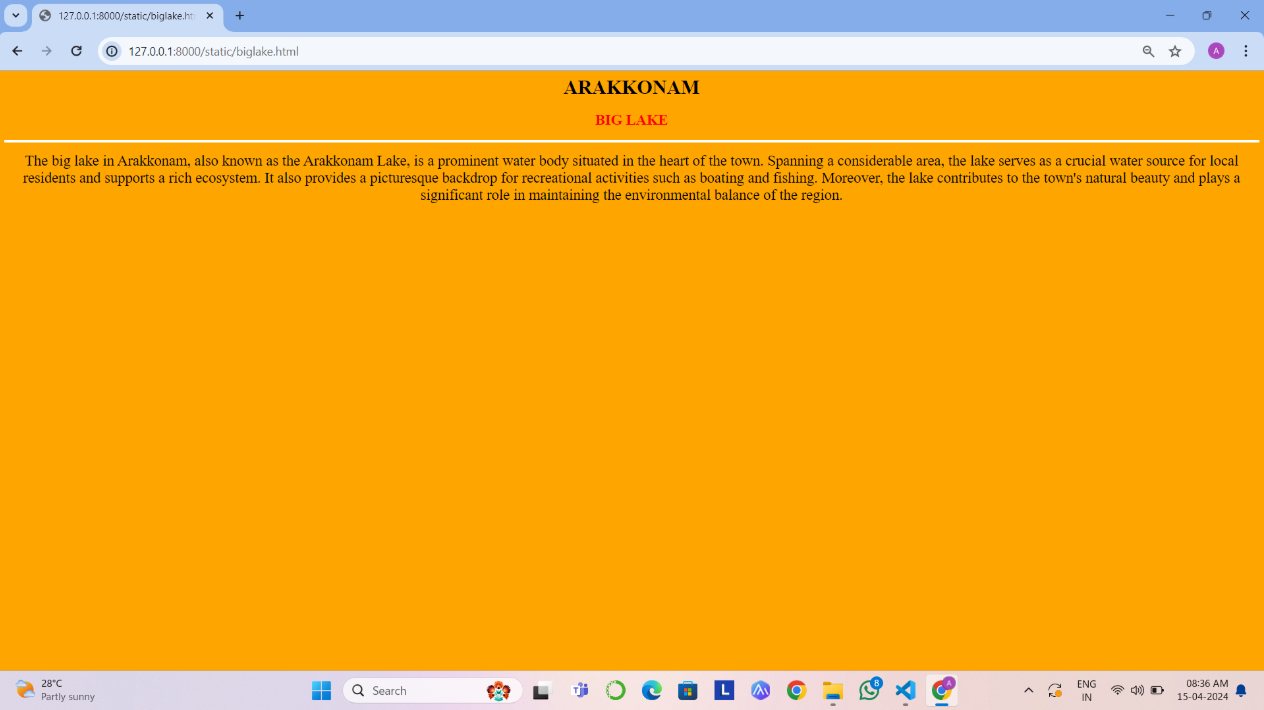 127.0.0.1:8000/static/biglake.ht
127.0.0.1:8000/static/biglake.html
A
ARAKKONAM
BIG LAKE
The big lake in Arakkonam, also known as the Arakkonam Lake, is a prominent water body situated in the heart of the town. Spanning a considerable area, the lake serves as a crucial water source for local
residents and supports a rich ecosystem. It also provides a picturesque backdrop for recreational activities such as boating and fishing. Moreover, the lake contributes to the town's natural beauty and plays a
significant role in maintaining the environmental balance of the region.
28°C
Partly sunny
Search
L
8
A
ENG
IN
08:36 AM
15-04-2024